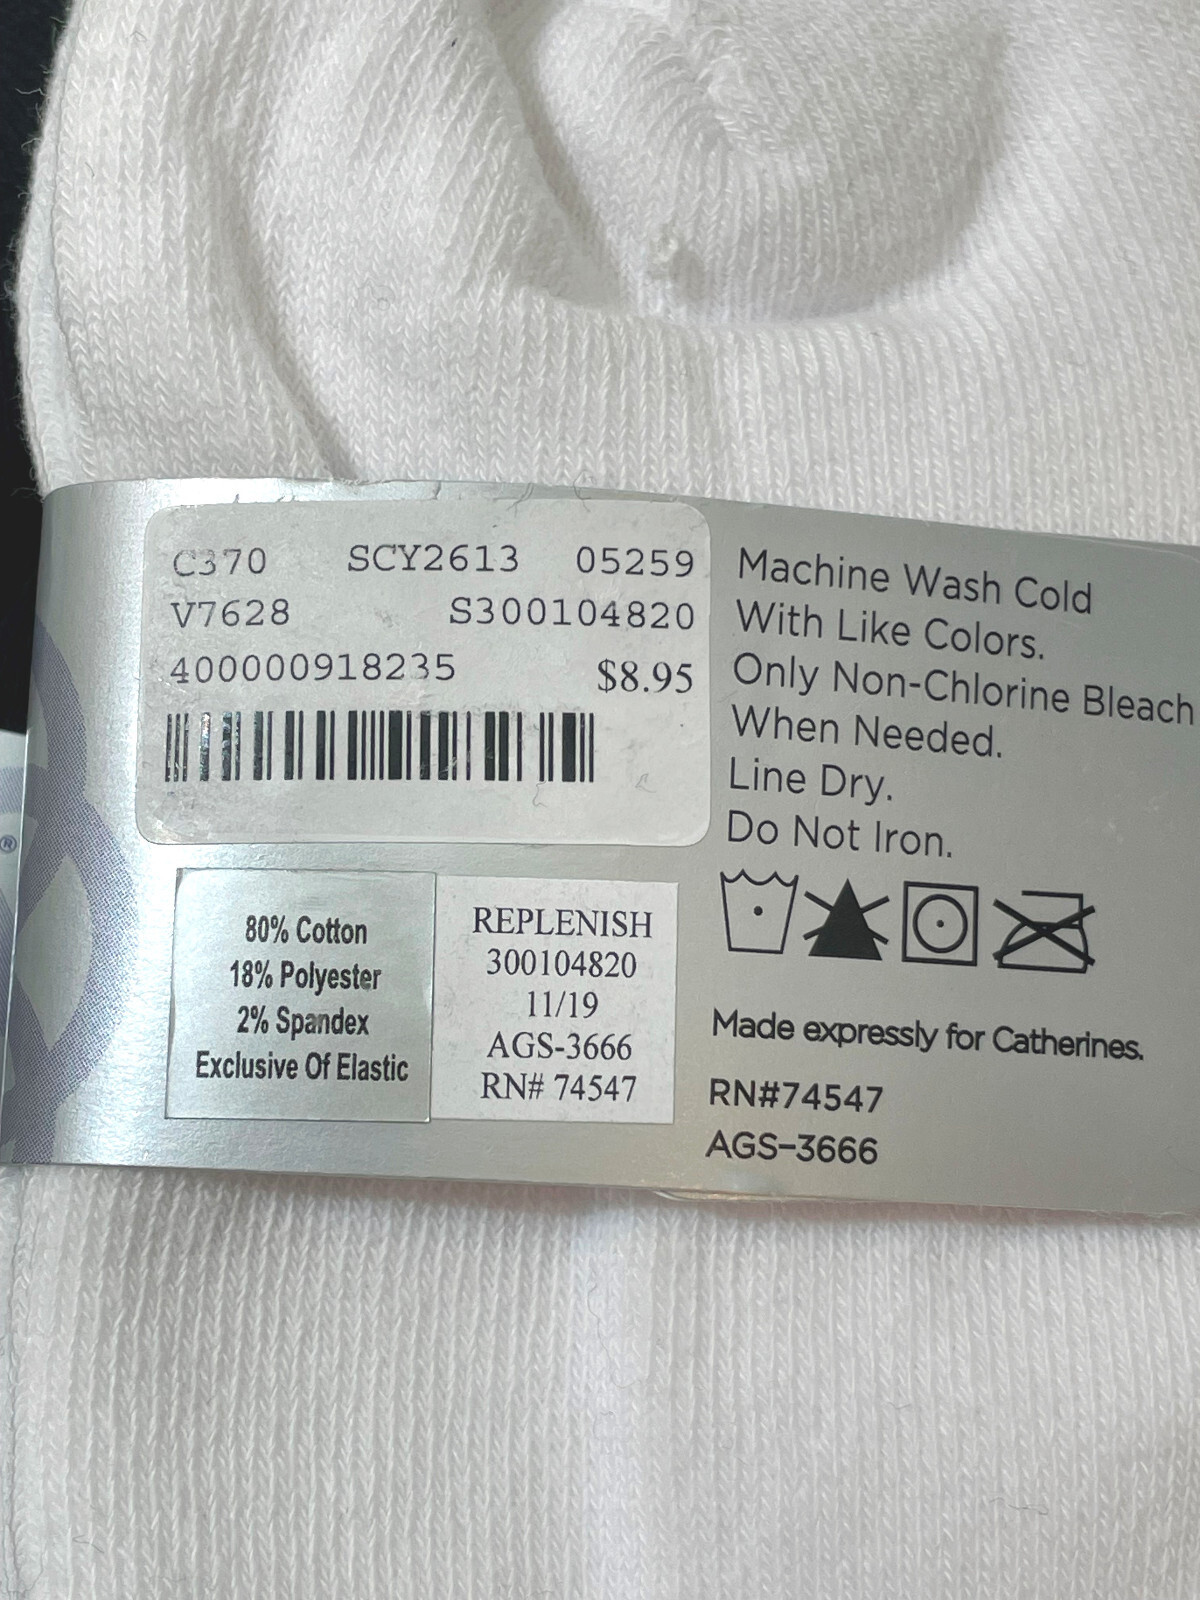 C370 SCY2613 05259
V7628 S300104820
400000918235 $8.95
80% Cotton
18% Polyester
2% Spandex
Exclusive Of Elastic
REPLENISH
300104820
11/19
AGS-3666
RN# 74547
Machine Wash Cold
With Like Colors.
Only Non-Chlorine Bleach
When Needed.
Line Dry.
Do Not Iron.
Made expressly for Catherines.
RN#74547
AGS–3666
®